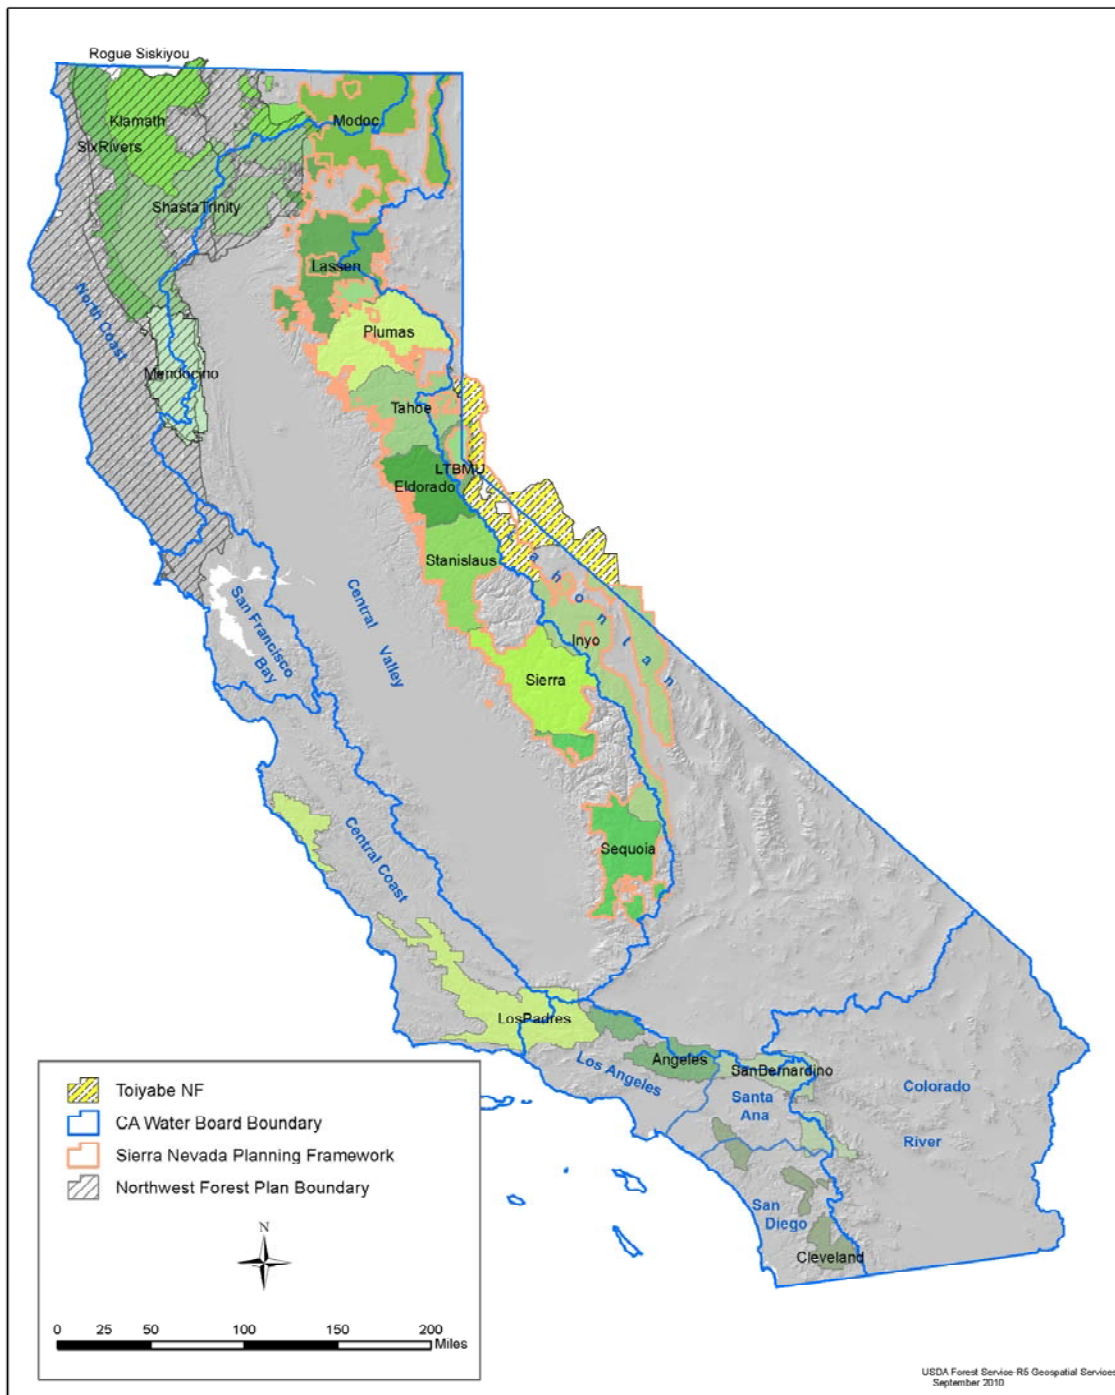 Rogue Siskiyou
Klamath
SixRivers
Modoc
ShastaTrinity
Lassen
North Coast
Plumas
Mendocino
Tahoe
LTBMU
Eldorado
Stanislaus
Lahontan
San Francisco
Bay
Central
Valley
Inyo
Sierra
Central Coast
Sequoia
LosPadres
Los Angeles
Angeles
SanBernardino
Santa
Ana
Colorado
River
San
Diego
Cleveland
Toiyabe NF
CA Water Board Boundary
Sierra Nevada Planning Framework
Northwest Forest Plan Boundary
N
0 25 50 100 150 200
Miles
USDA Forest Service R5 Geospatial Services
September 2010